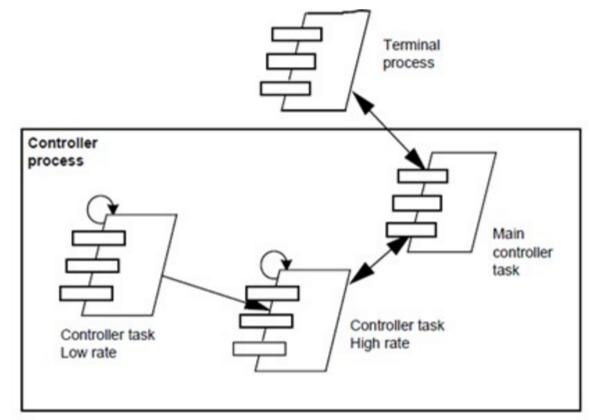 Terminal
process
Controller
process
Main
controller
task
Controller task
Low rate
Controller task
High rate